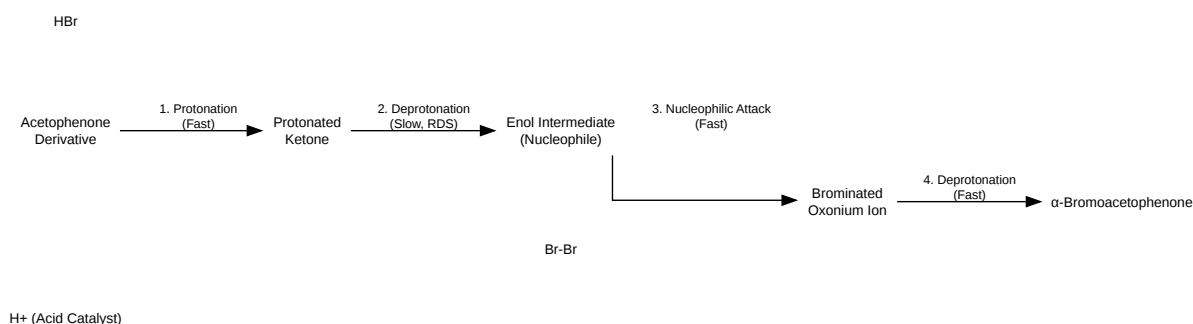 HBr
1. Protonation
(Fast)
2. Deprotonation
(Slow, RDS)
3. Nucleophilic Attack
(Fast)
Acetophenone
Derivative
Protonated
Ketone
Enol Intermediate
(Nucleophile)
4. Deprotonation
(Fast)
Brominated
Oxonium Ion
α-Bromoacetophenone
Br-Br
H+ (Acid Catalyst)